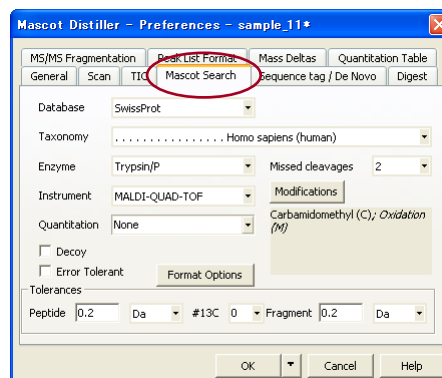 Mascot Distiller - Preferences - sample_11*
MS/MS Fragmentation Peak List Format Mass Deltas Quantitation Table
General Scan TIC Mascot Search Sequence tag / De Novo Digest
Database SwissProt
Taxonomy . . . . . . . . . . . . . . . . Homo sapiens (human)
Enzyme Trypsin/P Missed cleavages 2
Instrument MALDI-QUAD-TOF Modifications
Quantitation None Carbamidomethyl (C); Oxidation
(M)
Decoy
Error Tolerant Format Options
Tolerances
Peptide 0.2 Da #13C 0 Fragment 0.2 Da
OK Cancel Help